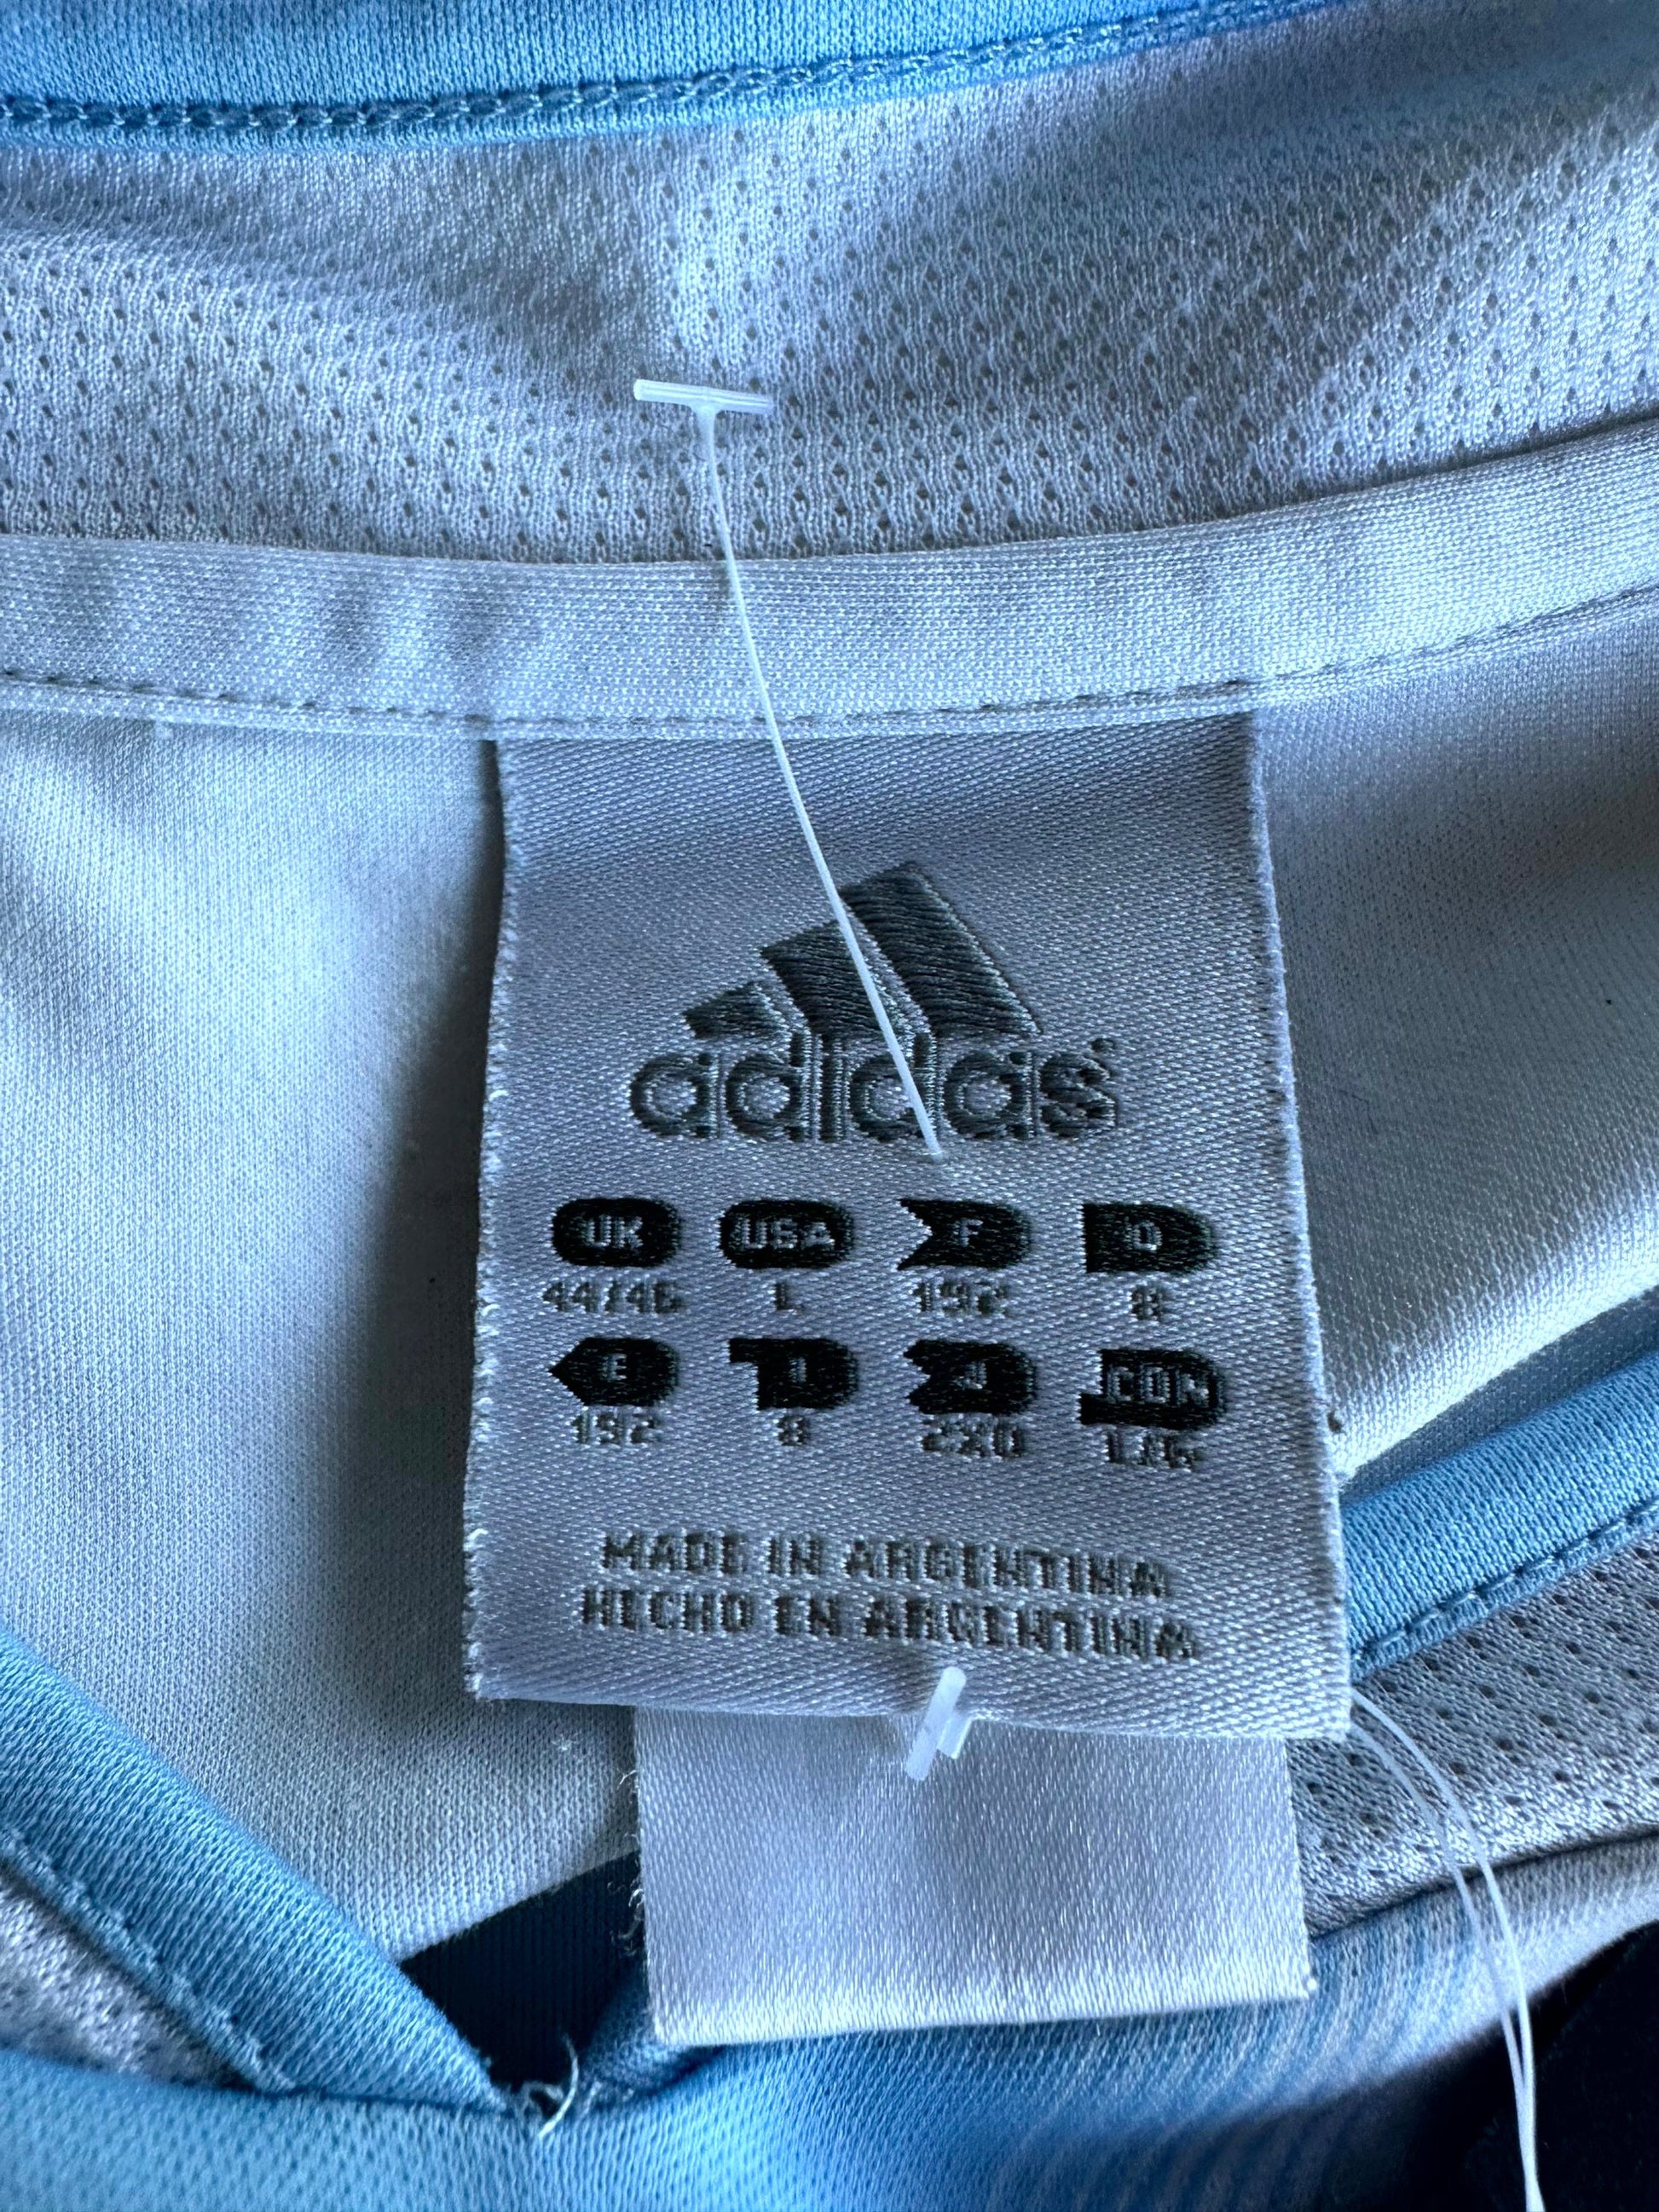 adidas
UK USA F D
44/46 L 192 8
E I J CDN
192 8 2XO L/G
MADE IN ARGENTINA
HECHO EN ARGENTINA